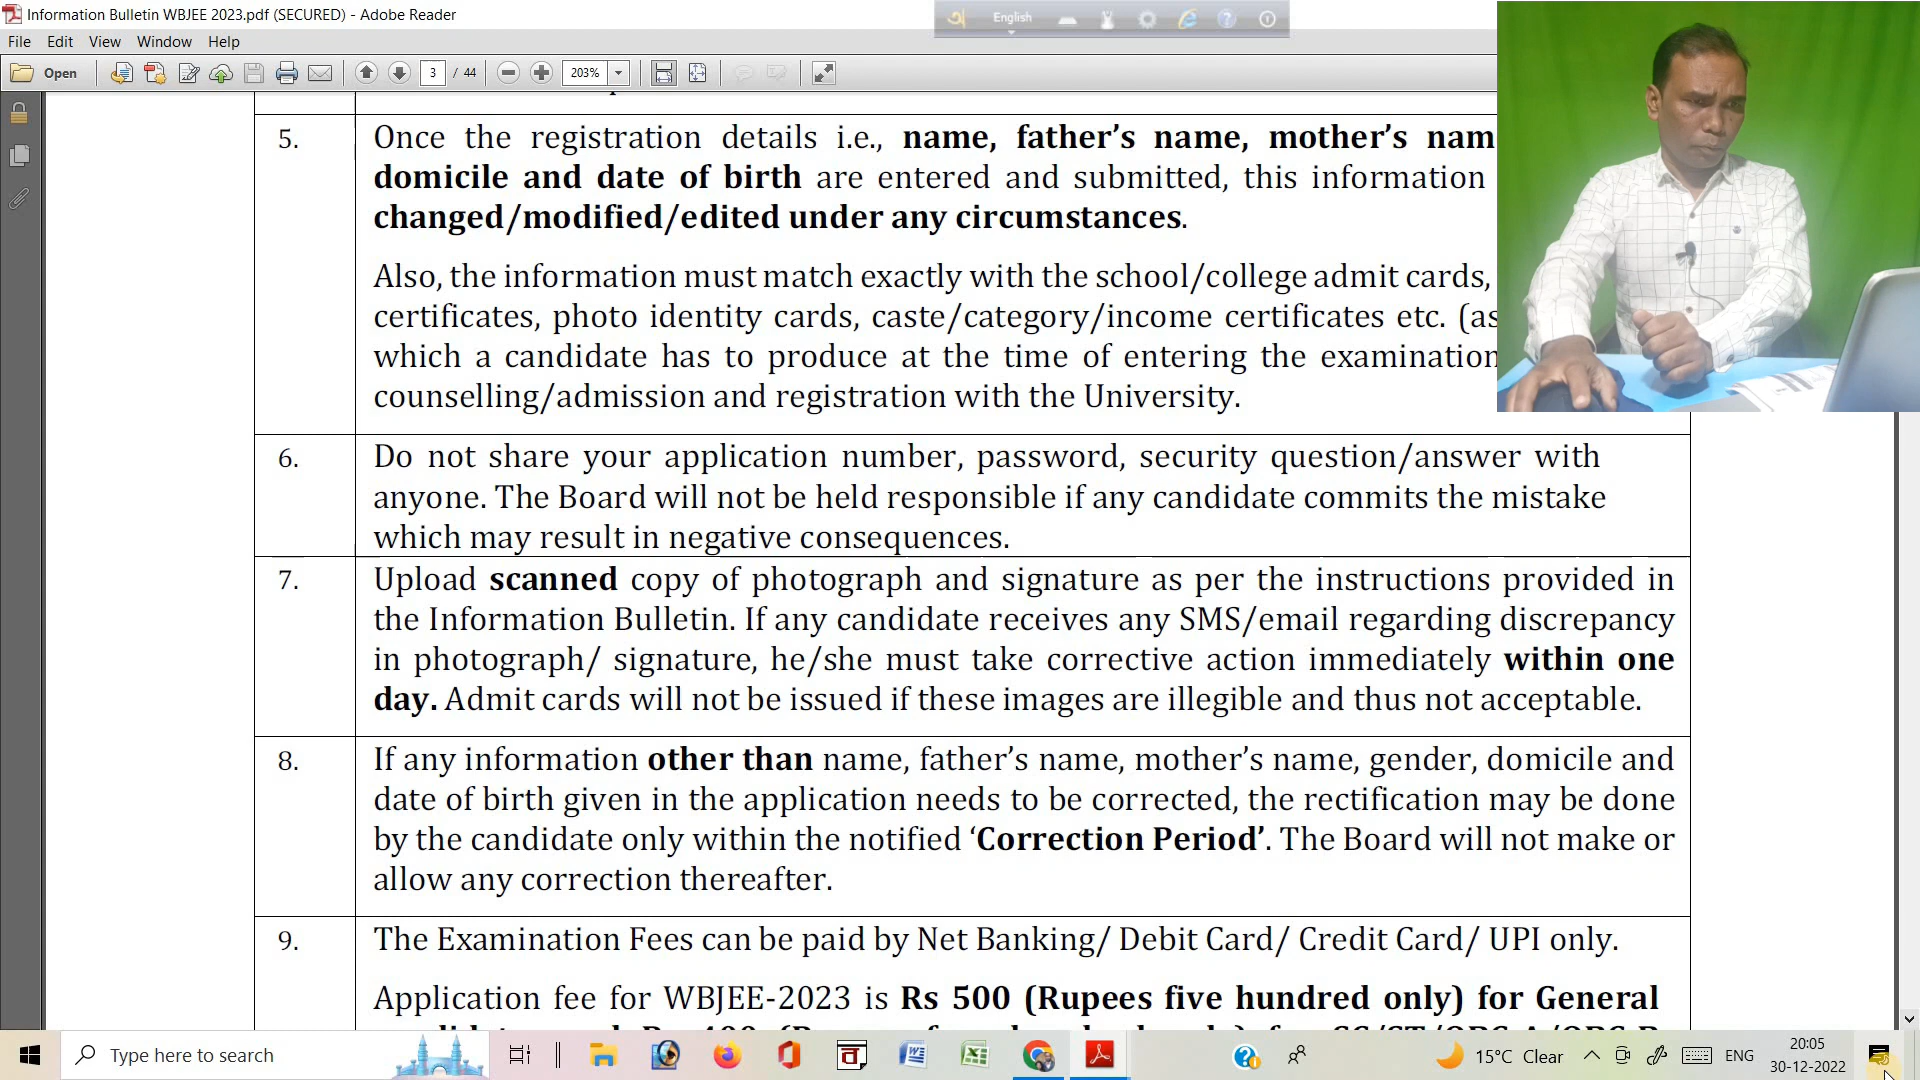 Information Bulletin WBJEE 2023.pdf (SECURED) - Adobe Reader
English
File Edit View Window Help
Open 3 / 44 203%
5. Once the registration details i.e., name, father’s name, mother’s nam
domicile and date of birth are entered and submitted, this information
changed/modified/edited under any circumstances.
Also, the information must match exactly with the school/college admit cards,
certificates, photo identity cards, caste/category/income certificates etc. (as
which a candidate has to produce at the time of entering the examination
counselling/admission and registration with the University.
6. Do not share your application number, password, security question/answer with
anyone. The Board will not be held responsible if any candidate commits the mistake
which may result in negative consequences.
7. Upload scanned copy of photograph and signature as per the instructions provided in
the Information Bulletin. If any candidate receives any SMS/email regarding discrepancy
in photograph/ signature, he/she must take corrective action immediately within one
day. Admit cards will not be issued if these images are illegible and thus not acceptable.
8. If any information other than name, father’s name, mother’s name, gender, domicile and
date of birth given in the application needs to be corrected, the rectification may be done
by the candidate only within the notified ‘Correction Period’. The Board will not make or
allow any correction thereafter.
9. The Examination Fees can be paid by Net Banking/ Debit Card/ Credit Card/ UPI only.
Application fee for WBJEE-2023 is Rs 500 (Rupees five hundred only) for General
Type here to search
15°C Clear
ENG
20:05
30-12-2022